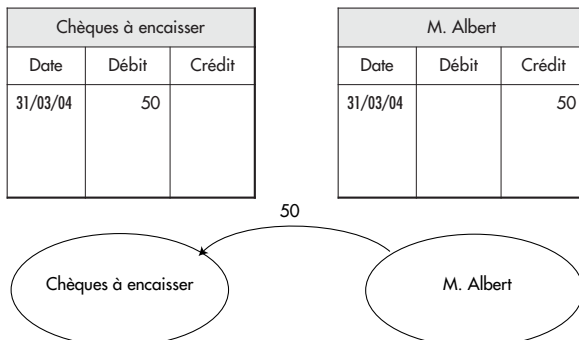 Chèques à encaisser
Date Débit Crédit
31/03/04 50
M. Albert
Date Débit Crédit
31/03/04 50
50
Chèques à encaisser
M. Albert